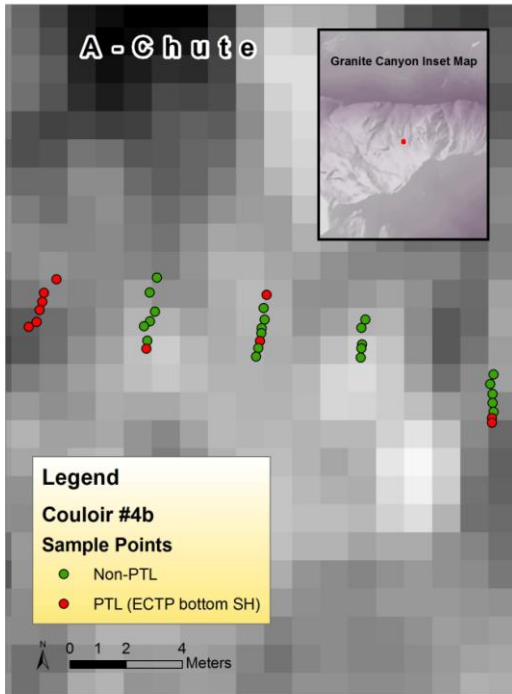 A-Chute
Granite Canyon Inset Map
Legend
Couloir #4b
Sample Points
Non-PTL
PTL (ECTP bottom SH)
N
0 1 2 4
Meters